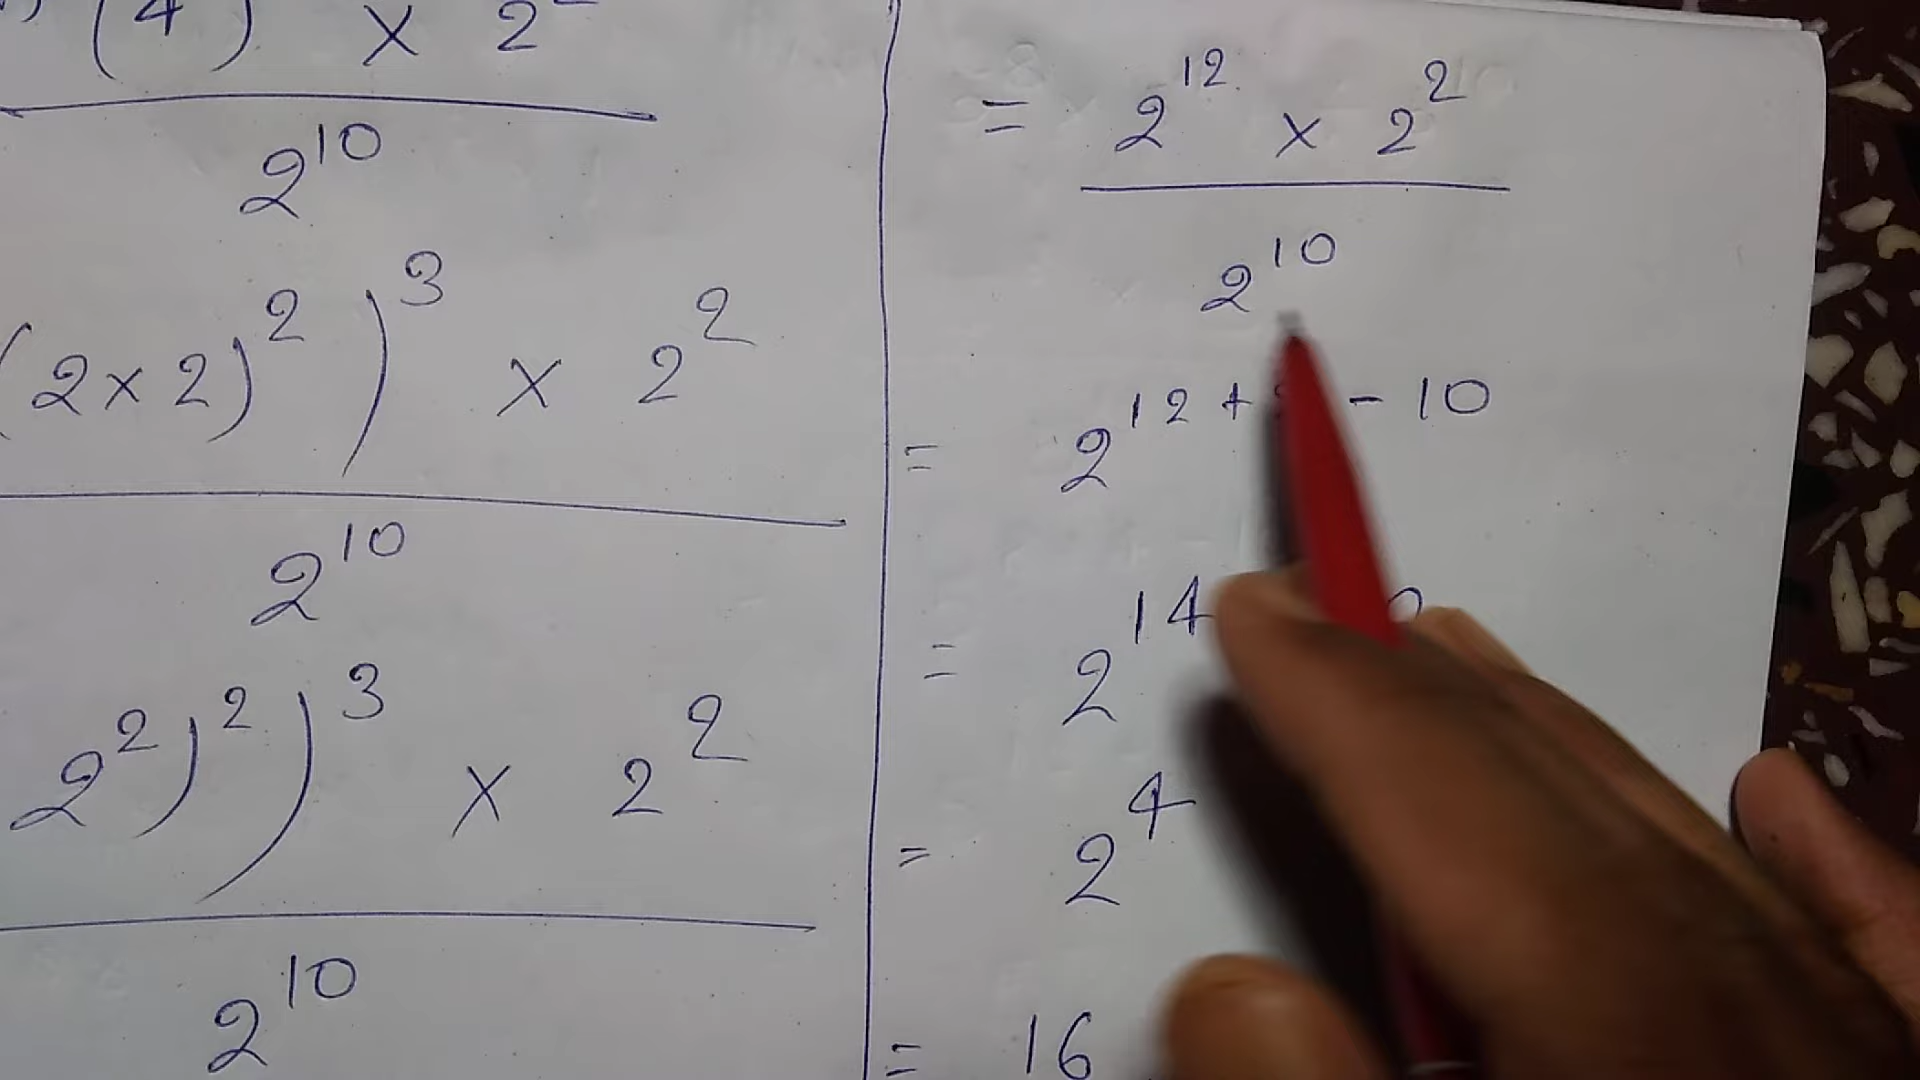 (4) × 2
2^10
(2×2)^2)^3 × 2^2
2^10
2^2)^2)^3 × 2^2
2^10
= 2^12 × 2^2
2^10
= 2^12 + - 10
= 2^14
= 2^4
= 16